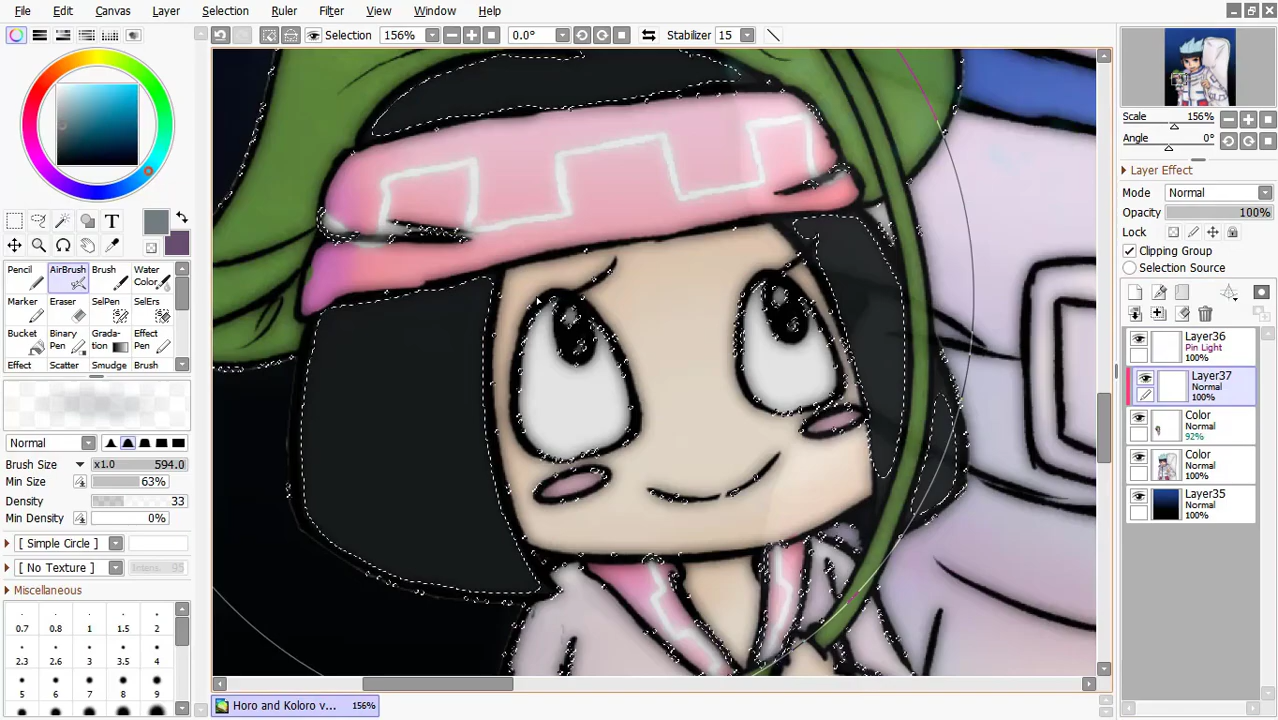 File Edit Canvas Layer Selection Ruler Filter View Window Help
Selection 156% 0.0° Stabilizer 15
Scale 156%
Angle 0°
Layer Effect
Mode Normal
Opacity 100%
Lock
Clipping Group
Selection Source
T
Pencil AirBrush Brush Water Color
Marker Eraser SelPen SelErs
Bucket Binary Pen Gradation Effect Pen
Effect Scatter Smudge Brush
Normal
Brush Size x1.0 594.0
Min Size 63%
Density 33
Min Density 0%
[ Simple Circle ]
[ No Texture ] 95
Miscellaneous
0.7 0.8 1 1.5 2
2.3 2.6 3 3.5 4
5 6 7 8 9
Layer36
Pin Light
100%
Layer37
Normal
100%
Color
Normal
92%
Color
Normal
100%
Layer35
Normal
100%
Horo and Koloro v... 156%